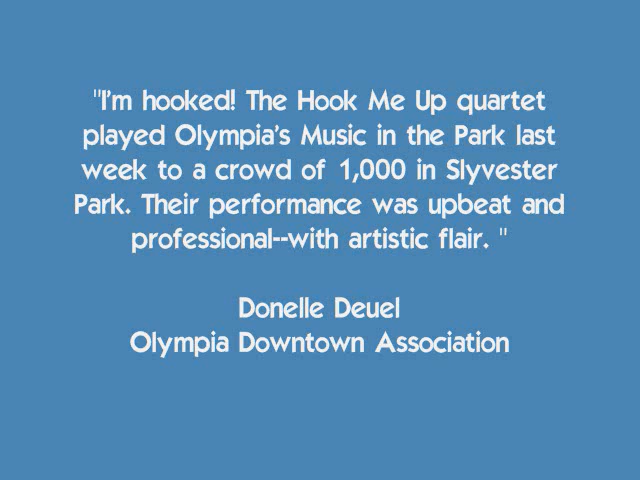 "I'm hooked! The Hook Me Up quartet
played Olympia's Music in the Park last
week to a crowd of 1,000 in Slyvester
Park. Their performance was upbeat and
professional--with artistic flair. "
Donelle Deuel
Olympia Downtown Association